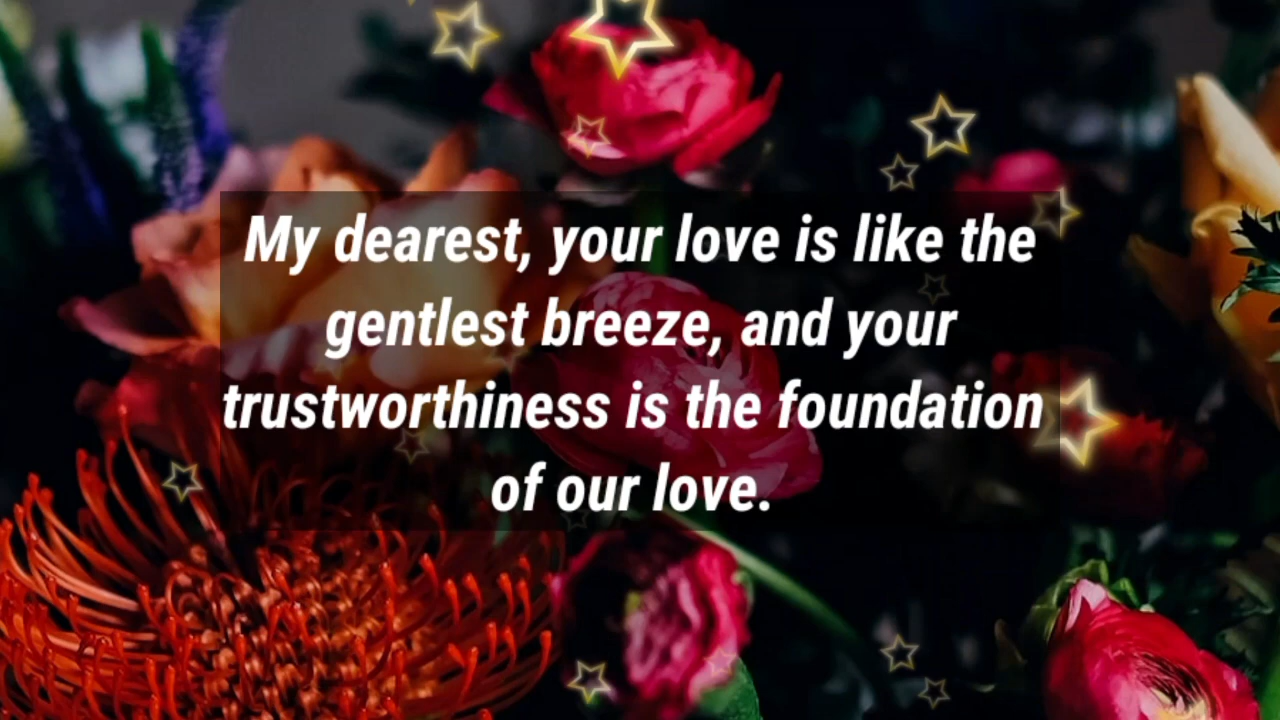 My dearest, your love is like the
gentlest breeze, and your
trustworthiness is the foundation
of our love.